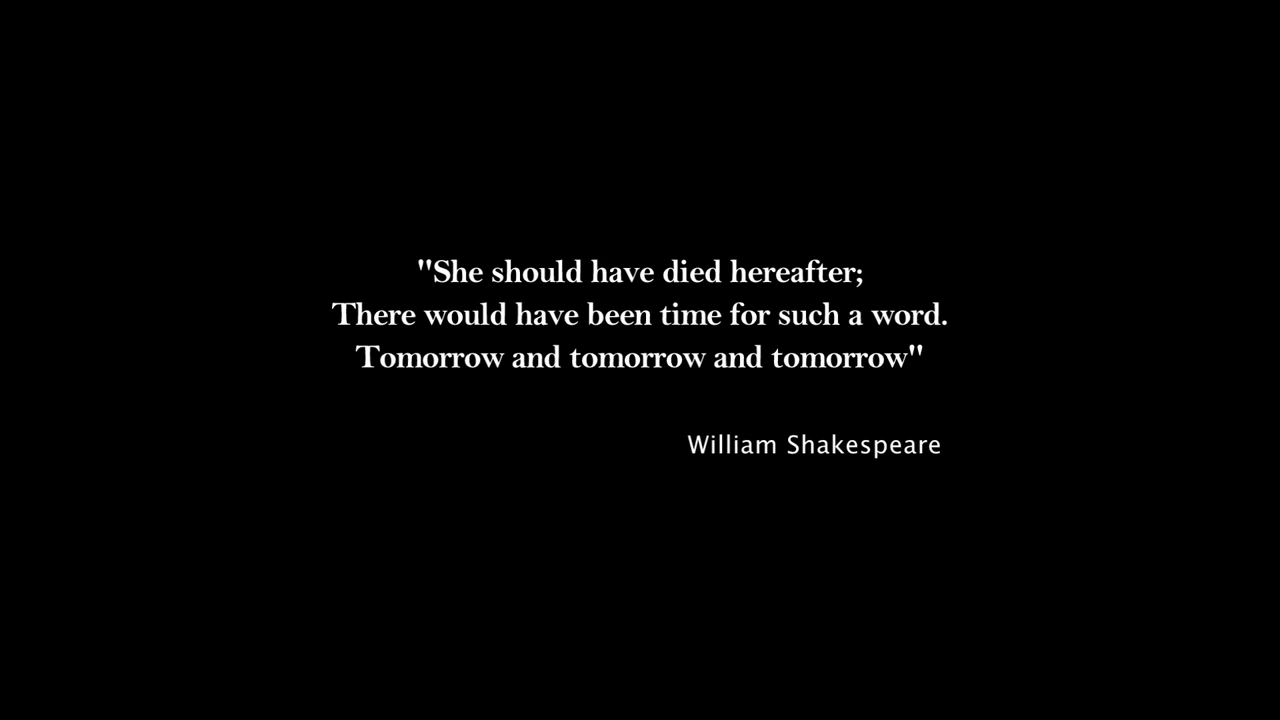 "She should have died hereafter;
There would have been time for such a word.
Tomorrow and tomorrow and tomorrow"
William Shakespeare